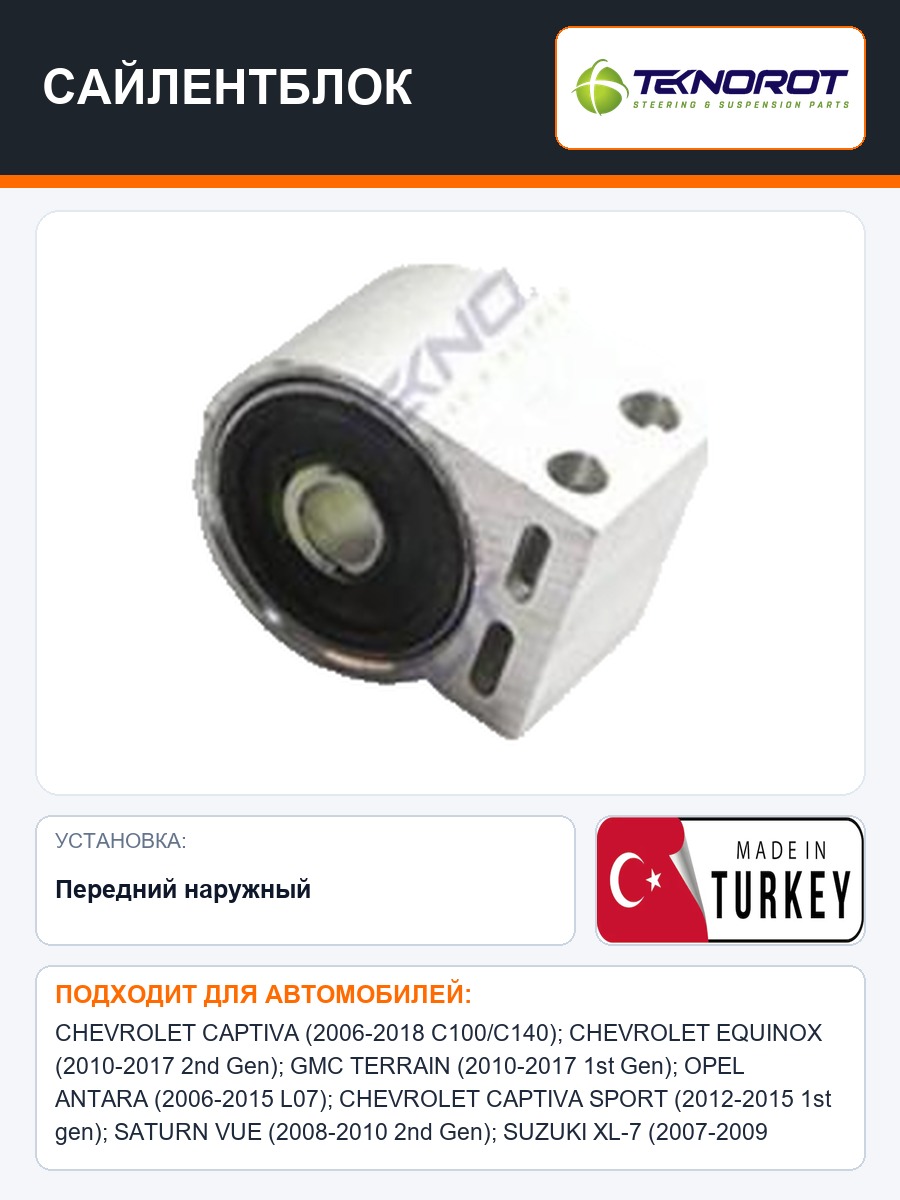 САЙЛЕНТБЛОК
TEKNOROT
STEERING & SUSPENSION PARTS
УСТАНОВКА:
Передний наружный
MADE IN
TURKEY
ПОДХОДИТ ДЛЯ АВТОМОБИЛЕЙ:
CHEVROLET CAPTIVA (2006-2018 C100/C140); CHEVROLET EQUINOX
(2010-2017 2nd Gen); GMC TERRAIN (2010-2017 1st Gen); OPEL
ANTARA (2006-2015 L07); CHEVROLET CAPTIVA SPORT (2012-2015 1st
gen); SATURN VUE (2008-2010 2nd Gen); SUZUKI XL-7 (2007-2009